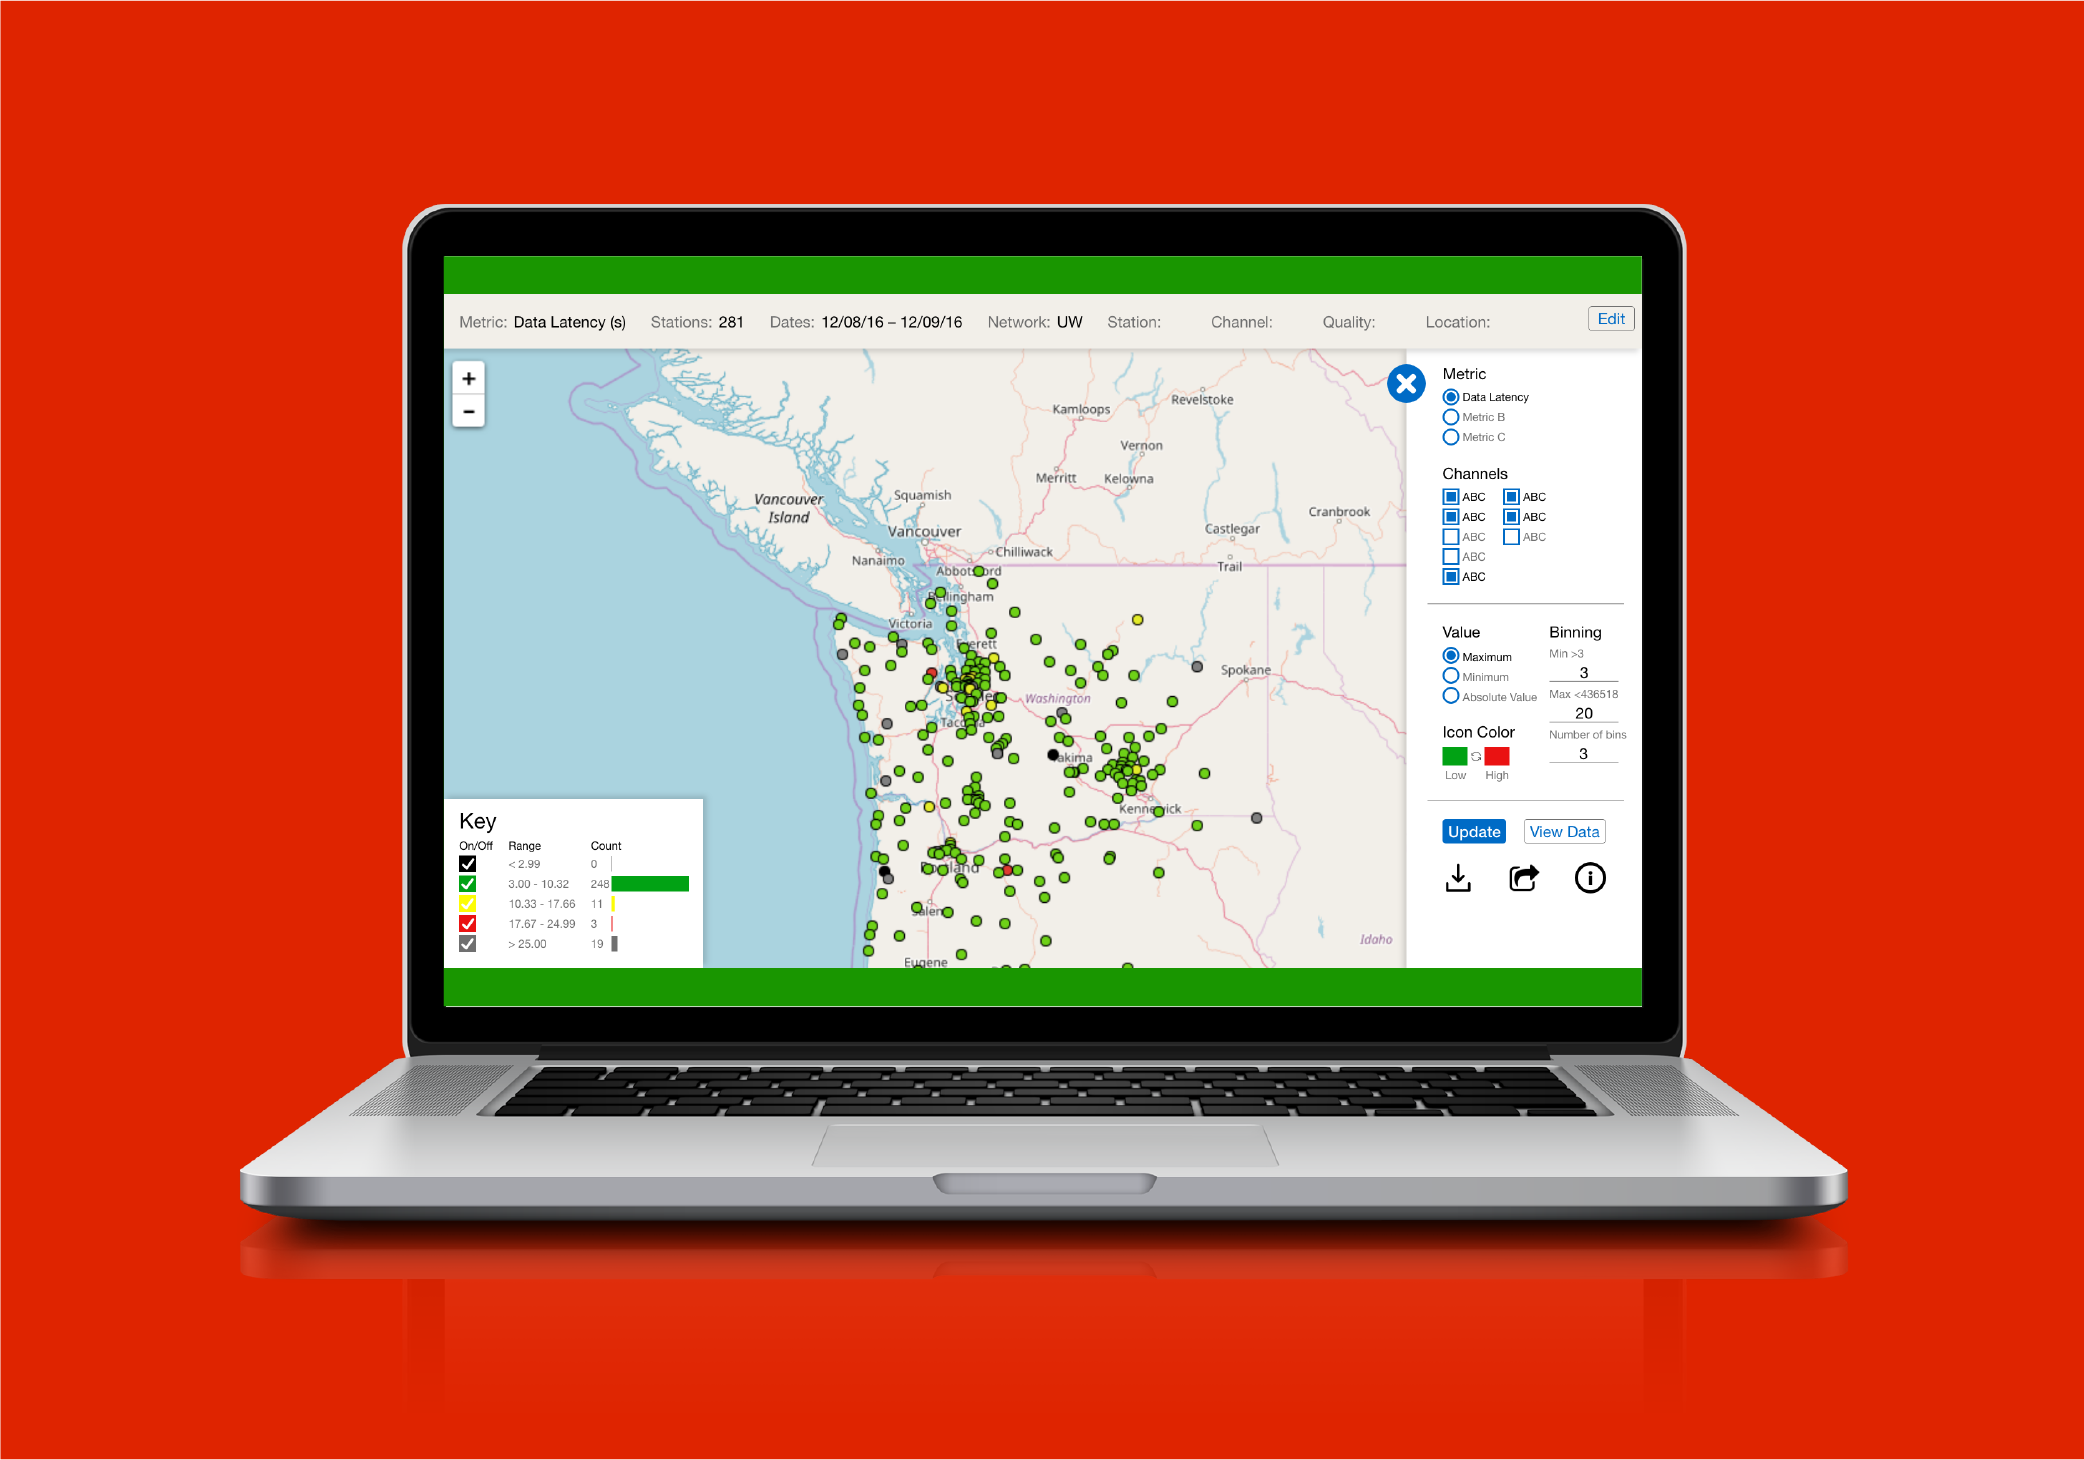 Metric: Data Latency (s) Stations: 281 Dates: 12/08/16 – 12/09/16 Network: UW Station: Channel: Quality: Location: Edit
+
–
Kamloops
Revelstoke
Vernon
Merritt
Kelowna
Vancouver
Island
Squamish
Cranbrook
Castlegar
Vancouver
Chilliwack
Nanaimo
Trail
Abbotsford
Bellingham
Victoria
Everett
Spokane
Washington
Yakima
Kennewick
Portland
Salem
Idaho
Eugene
Metric
Data Latency
Metric B
Metric C
Channels
ABC ABC
ABC ABC
ABC ABC
ABC
ABC
Value
Maximum
Minimum
Absolute Value
Binning
Min >3
3
Max <436518
20
Number of bins
3
Icon Color
Low High
Update View Data
Key
On/Off Range Count
< 2.99 0
3.00 - 10.32 248
10.33 - 17.66 11
17.67 - 24.99 3
> 25.00 19